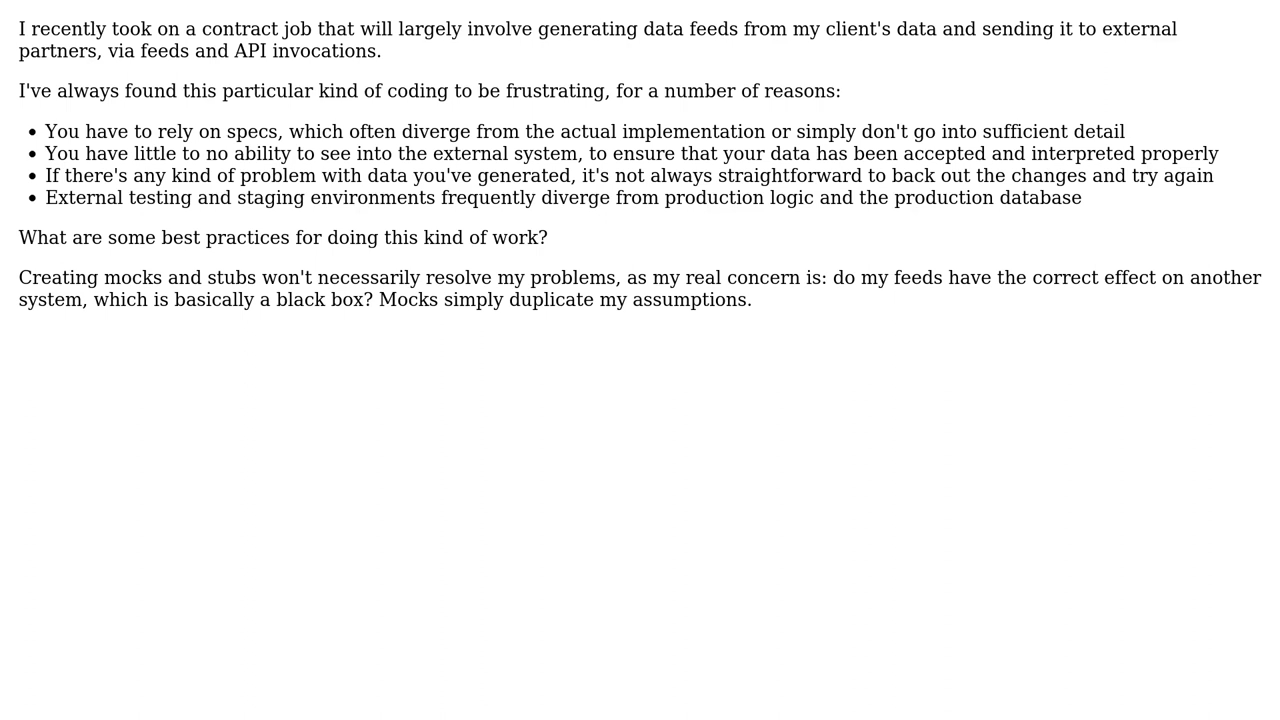 I recently took on a contract job that will largely involve generating data feeds from my client's data and sending it to external
partners, via feeds and API invocations.
I've always found this particular kind of coding to be frustrating, for a number of reasons:
• You have to rely on specs, which often diverge from the actual implementation or simply don't go into sufficient detail
• You have little to no ability to see into the external system, to ensure that your data has been accepted and interpreted properly
• If there's any kind of problem with data you've generated, it's not always straightforward to back out the changes and try again
• External testing and staging environments frequently diverge from production logic and the production database
What are some best practices for doing this kind of work?
Creating mocks and stubs won't necessarily resolve my problems, as my real concern is: do my feeds have the correct effect on another
system, which is basically a black box? Mocks simply duplicate my assumptions.